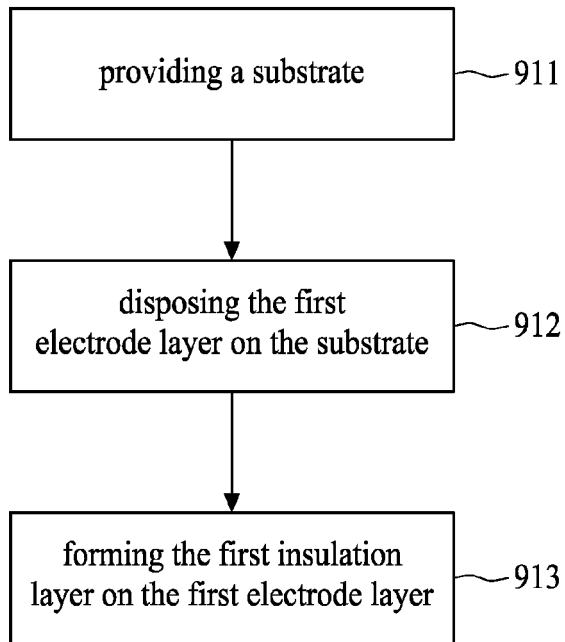 providing a substrate
911
disposing the first
electrode layer on the substrate
912
forming the first insulation
layer on the first electrode layer
913